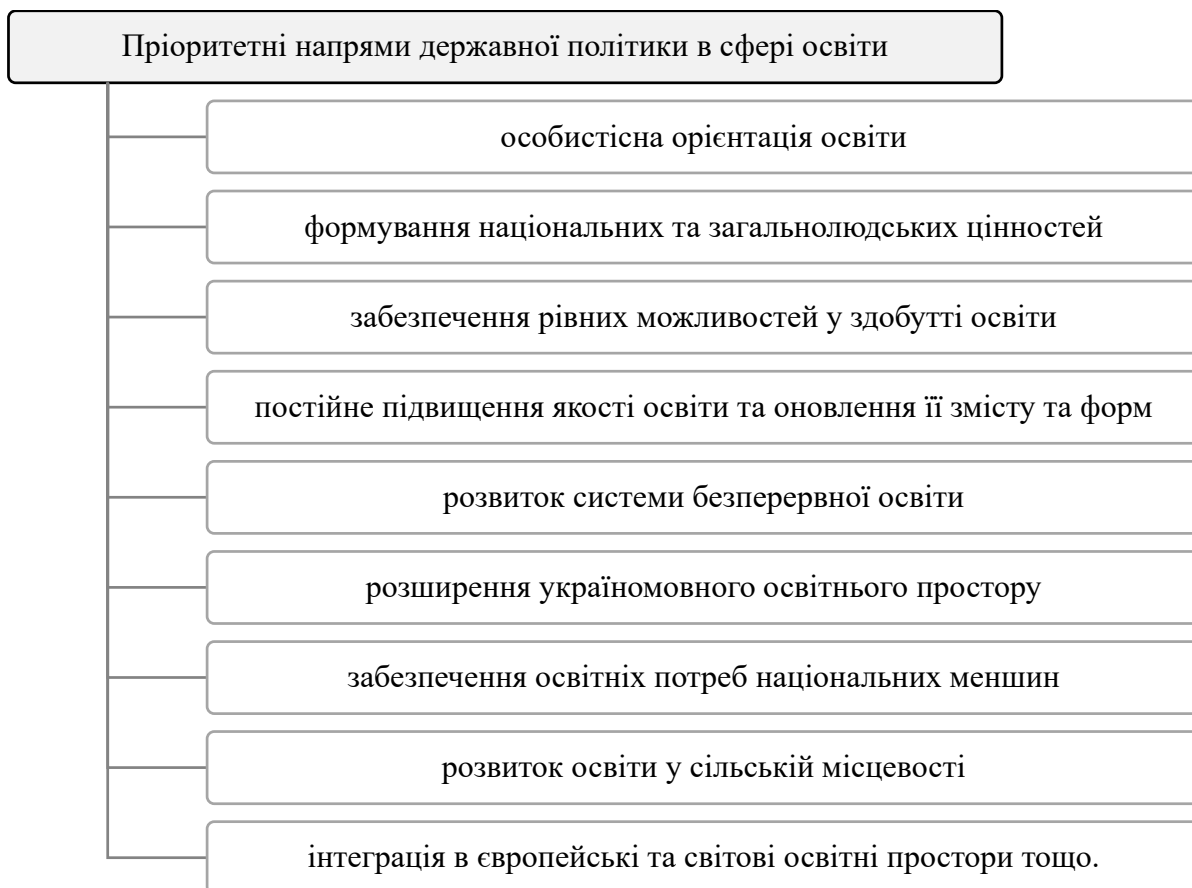 Пріоритетні напрями державної політики в сфері освіти
особистісна орієнтація освіти
формування національних та загальнолюдських цінностей
забезпечення рівних можливостей у здобутті освіти
постійне підвищення якості освіти та оновлення її змісту та форм
розвиток системи безперервної освіти
розширення україномовного освітнього простору
забезпечення освітніх потреб національних меншин
розвиток освіти у сільській місцевості
інтеграція в європейські та світові освітні простори тощо.